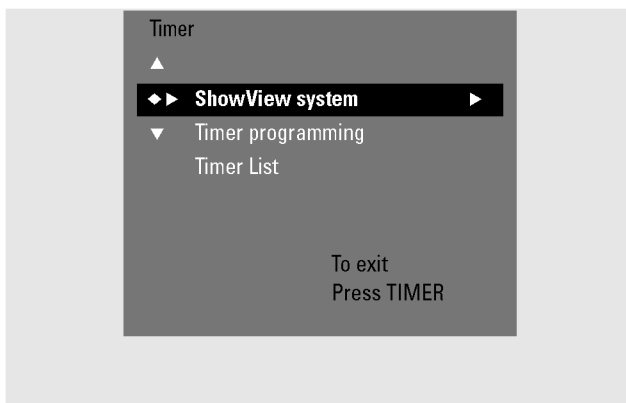 Timer
ShowView system
Timer programming
Timer List
To exit
Press TIMER